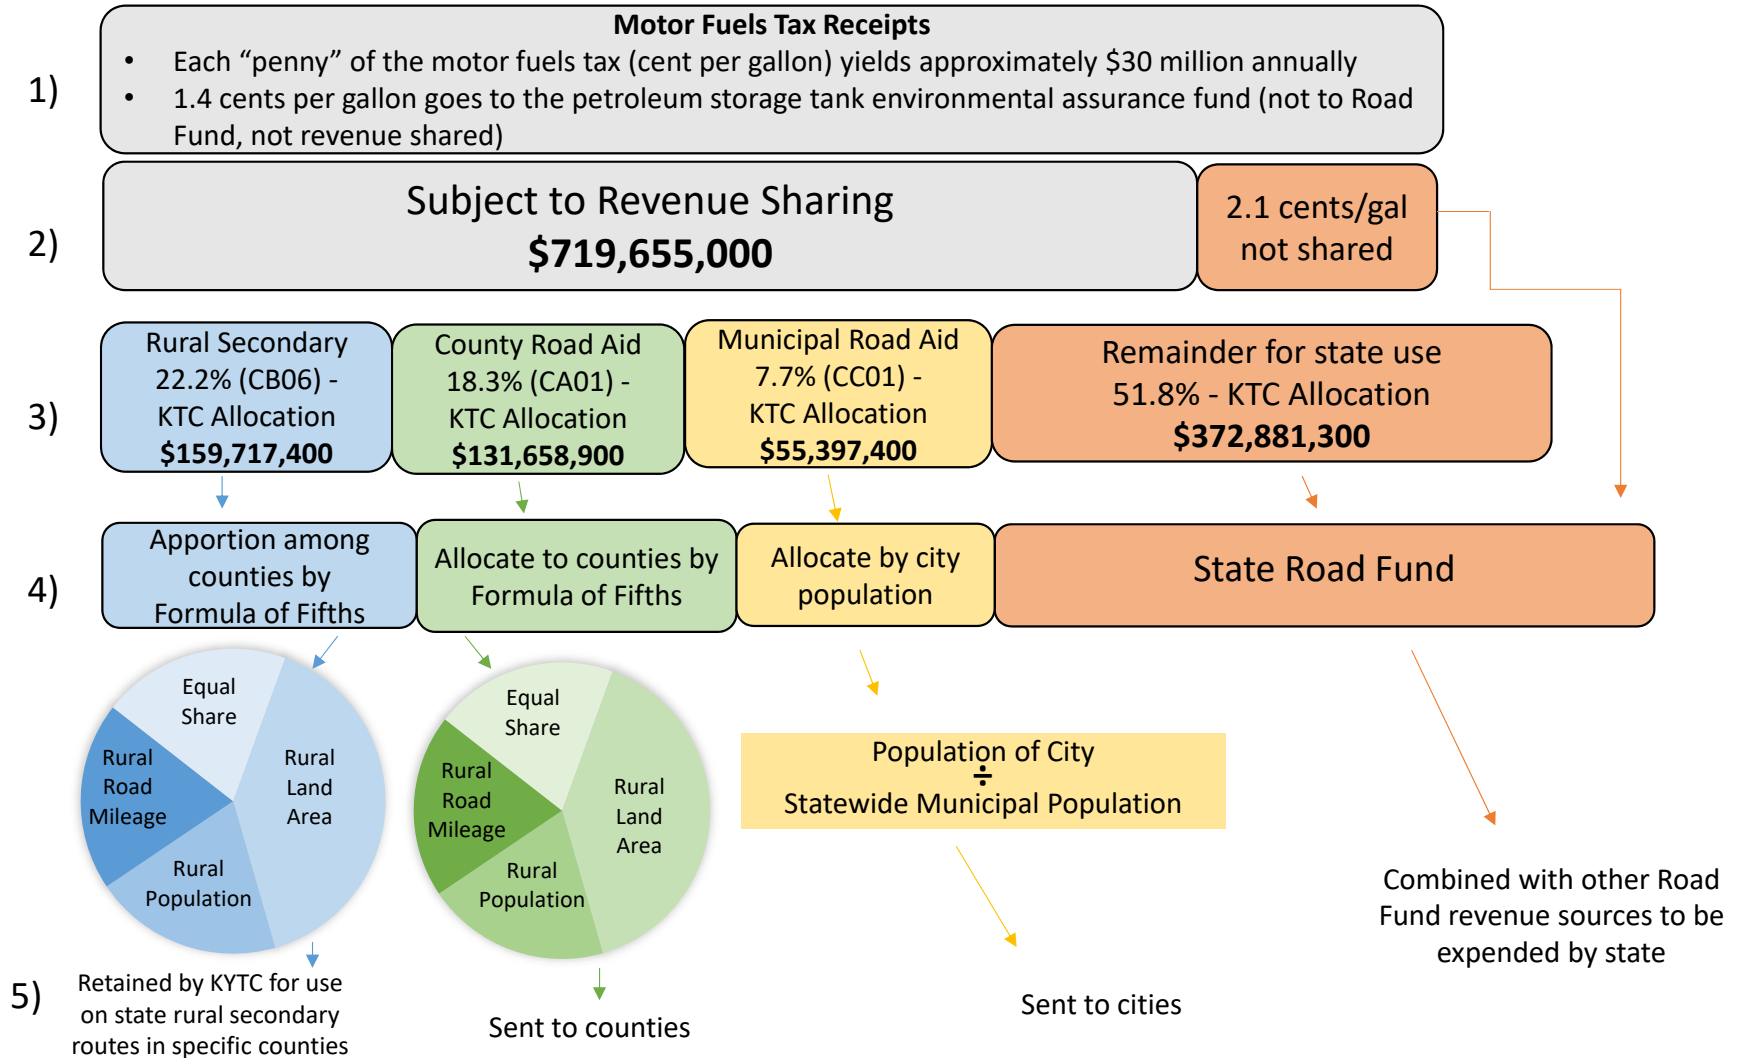 Motor Fuels Tax Receipts
1)
• Each “penny” of the motor fuels tax (cent per gallon) yields approximately $30 million annually
• 1.4 cents per gallon goes to the petroleum storage tank environmental assurance fund (not to Road
Fund, not revenue shared)
2)
Subject to Revenue Sharing
$719,655,000
2.1 cents/gal
not shared
3)
Rural Secondary
22.2% (CB06) -
KTC Allocation
$159,717,400
County Road Aid
18.3% (CA01) -
KTC Allocation
$131,658,900
Municipal Road Aid
7.7% (CC01) -
KTC Allocation
$55,397,400
Remainder for state use
51.8% - KTC Allocation
$372,881,300
4)
Apportion among
counties by
Formula of Fifths
Allocate to counties by
Formula of Fifths
Allocate by city
population
State Road Fund
Equal
Share
Rural
Road
Mileage
Rural
Land
Area
Rural
Population
Equal
Share
Rural
Road
Mileage
Rural
Land
Area
Rural
Population
Population of City
÷
Statewide Municipal Population
Combined with other Road
Fund revenue sources to be
expended by state
5)
Retained by KYTC for use
on state rural secondary
routes in specific counties
Sent to counties
Sent to cities